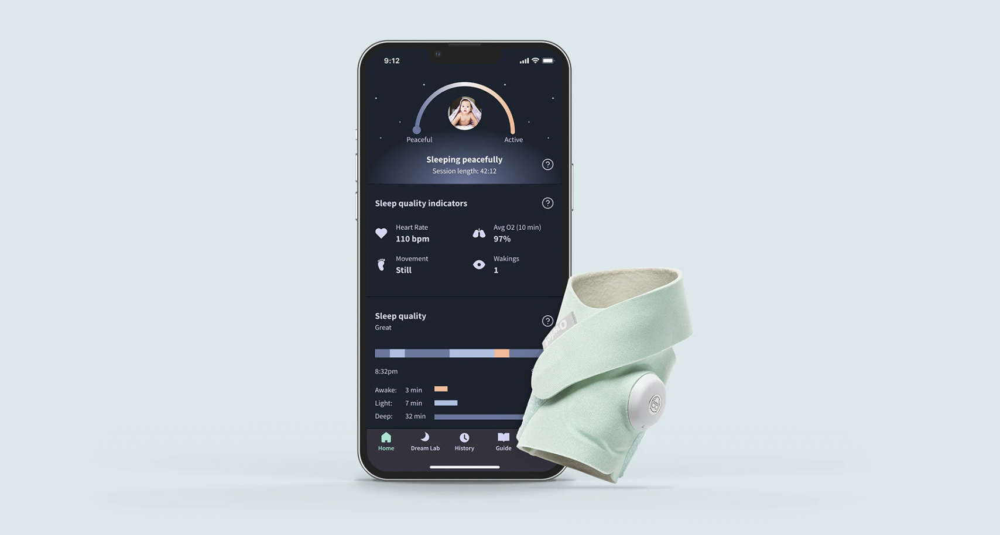 9:12
Peaceful
Active
Sleeping peacefully
Session length: 42:12
Sleep quality indicators
Heart Rate
110 bpm
Avg O2 (10 min)
97%
Movement
Still
Wakings
1
Sleep quality
Great
8:32pm
Awake: 3 min
Light: 7 min
Deep: 32 min
Home
Dream Lab
History
Guide
Owlet